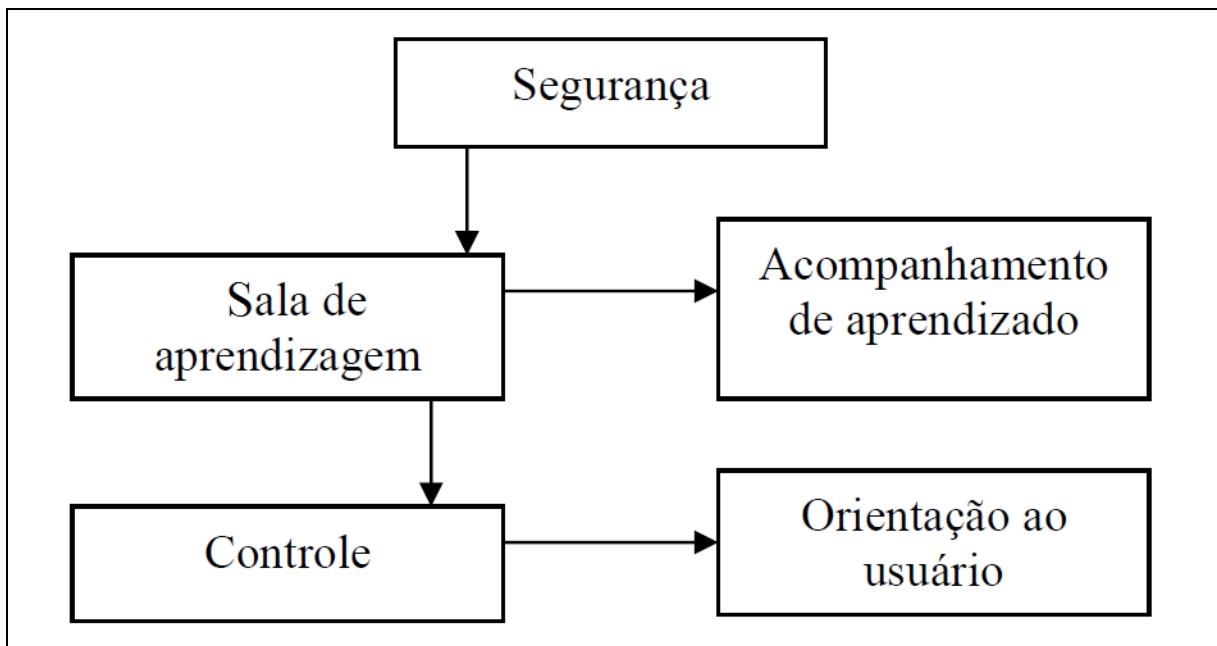 Segurança
Sala de
aprendizagem
Acompanhamento
de aprendizado
Controle
Orientação ao
usuário